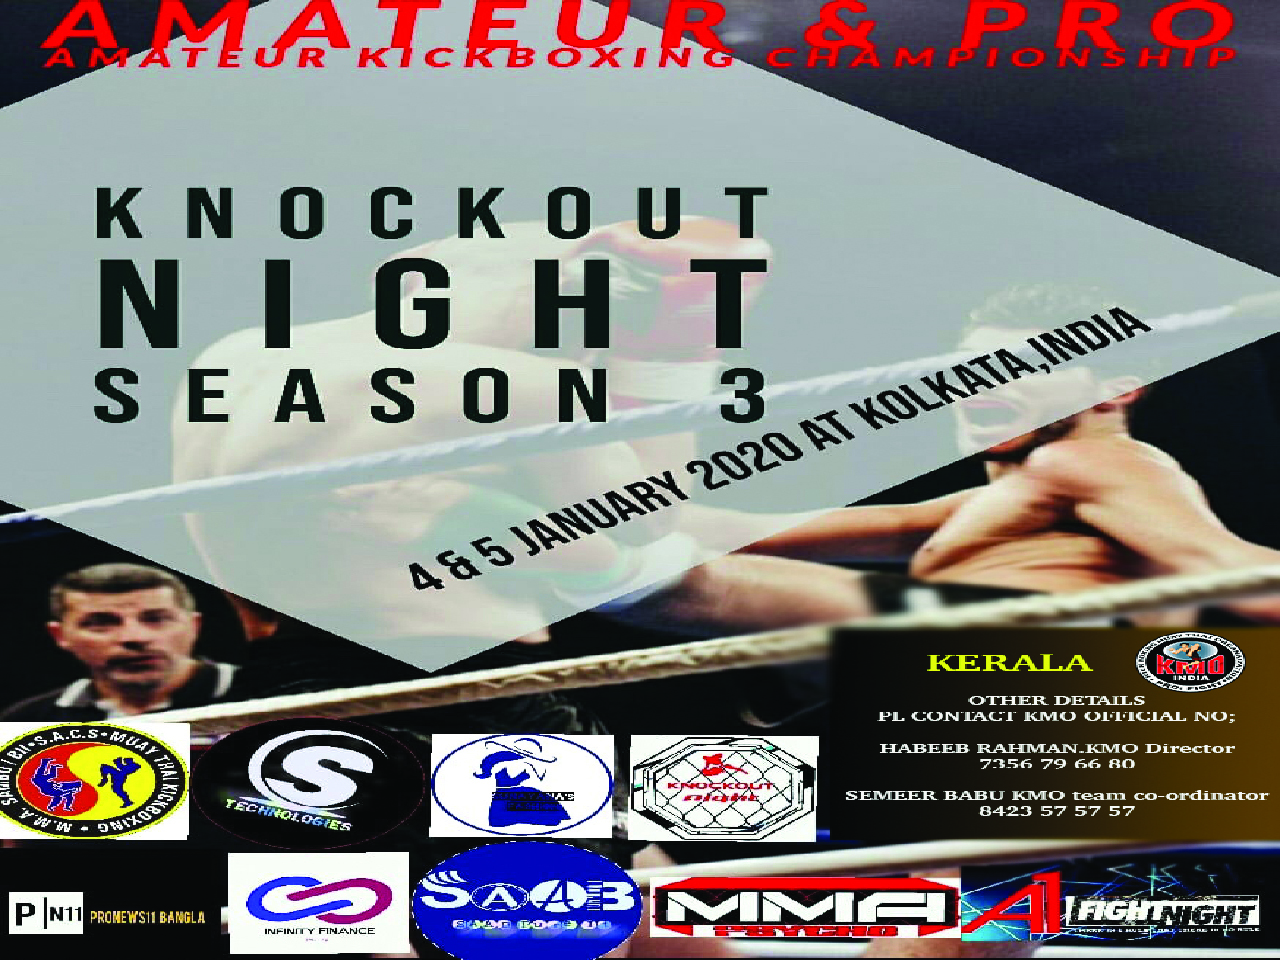 AMATEUR & PRO
AMATEUR KICKBOXING CHAMPIONSHIP
KNOCKOUT
NIGHT
SEASON 3
4 & 5 JANUARY 2020 AT KOLKATA,INDIA
KERALA
KMO
INDIA
OTHER DETAILS
PL CONTACT KMO OFFICIAL NO;
HABEEB RAHMAN.KMO Director
7356 79 66 80
SEMEER BABU KMO team co-ordinator
8423 57 57 57
S.A.C.S • MUAY THAI KICKBOXING • M.M.A.
S
TECHNOLOGIES
KNOCKOUT
night
P|N11 PRONEWS11 BANGLA
INFINITY FINANCE
SAAB
MMA
PSYCHO
A1 FIGHT NIGHT